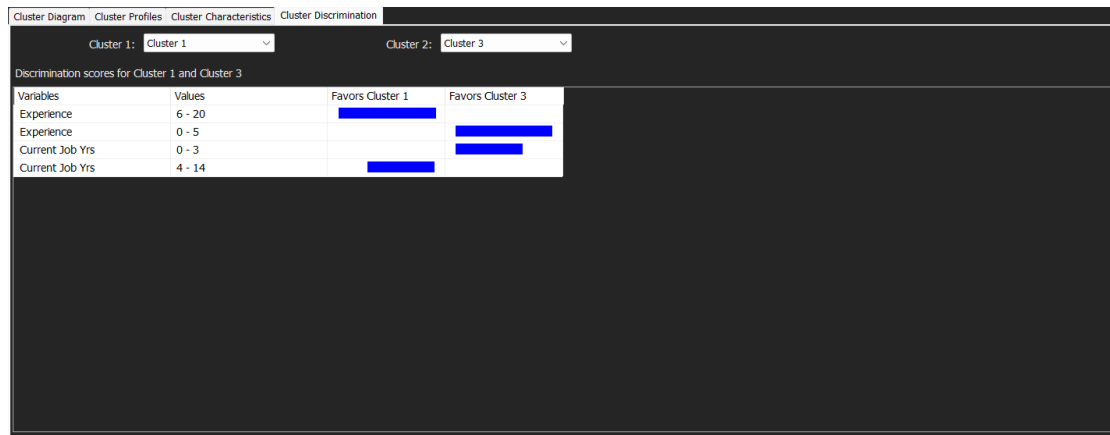 Cluster Diagram Cluster Profiles Cluster Characteristics Cluster Discrimination
Cluster 1: Cluster 1 Cluster 2: Cluster 3
Discrimination scores for Cluster 1 and Cluster 3
Variables Values Favors Cluster 1 Favors Cluster 3
Experience 6 - 20
Experience 0 - 5
Current Job Yrs 0 - 3
Current Job Yrs 4 - 14